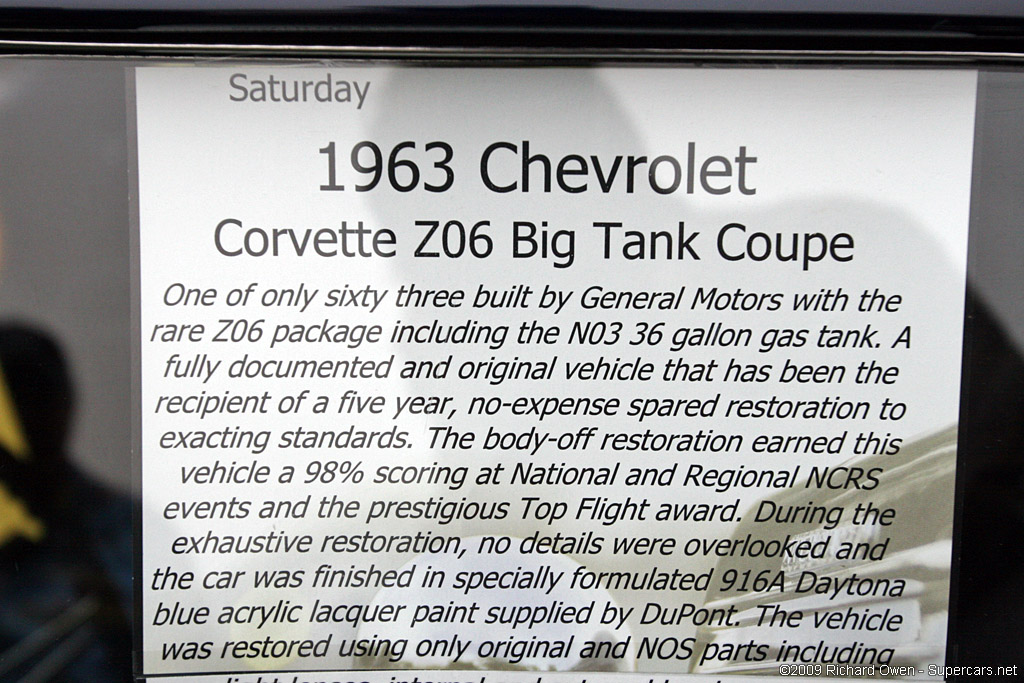 Saturday
1963 Chevrolet
Corvette Z06 Big Tank Coupe
One of only sixty three built by General Motors with the
rare Z06 package including the N03 36 gallon gas tank. A
fully documented and original vehicle that has been the
recipient of a five year, no-expense spared restoration to
exacting standards. The body-off restoration earned this
vehicle a 98% scoring at National and Regional NCRS
events and the prestigious Top Flight award. During the
exhaustive restoration, no details were overlooked and
the car was finished in specially formulated 916A Daytona
blue acrylic lacquer paint supplied by DuPont. The vehicle
was restored using only original and NOS parts including
©2009 Richard Owen - Supercars.net